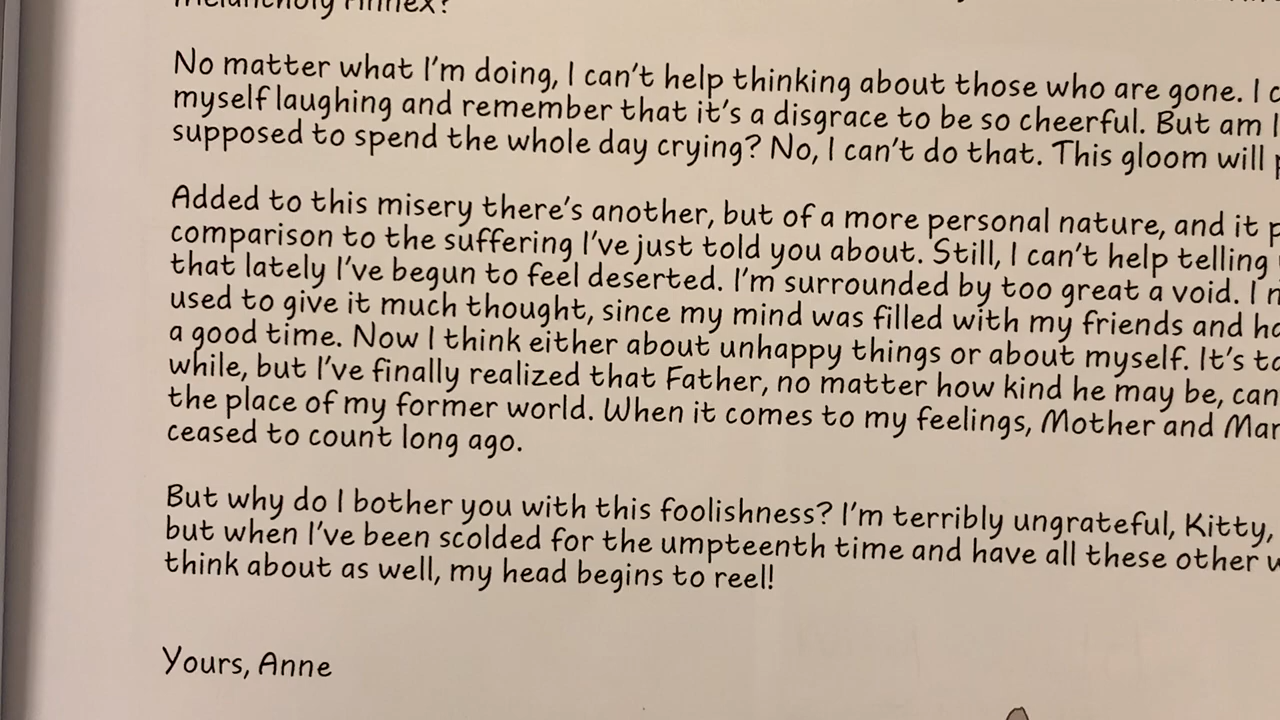 Melancholy Annex?
No matter what I'm doing, I can't help thinking about those who are gone. I
myself laughing and remember that it's a disgrace to be so cheerful. But am I
supposed to spend the whole day crying? No, I can't do that. This gloom will
Added to this misery there's another, but of a more personal nature, and it
comparison to the suffering I've just told you about. Still, I can't help telling
that lately I've begun to feel deserted. I'm surrounded by too great a void. I
used to give it much thought, since my mind was filled with my friends and
a good time. Now I think either about unhappy things or about myself. It's
while, but I've finally realized that Father, no matter how kind he may be,
the place of my former world. When it comes to my feelings, Mother and
ceased to count long ago.
But why do I bother you with this foolishness? I'm terribly ungrateful, Kitty,
but when I've been scolded for the umpteenth time and have all these other
think about as well, my head begins to reel!
Yours, Anne